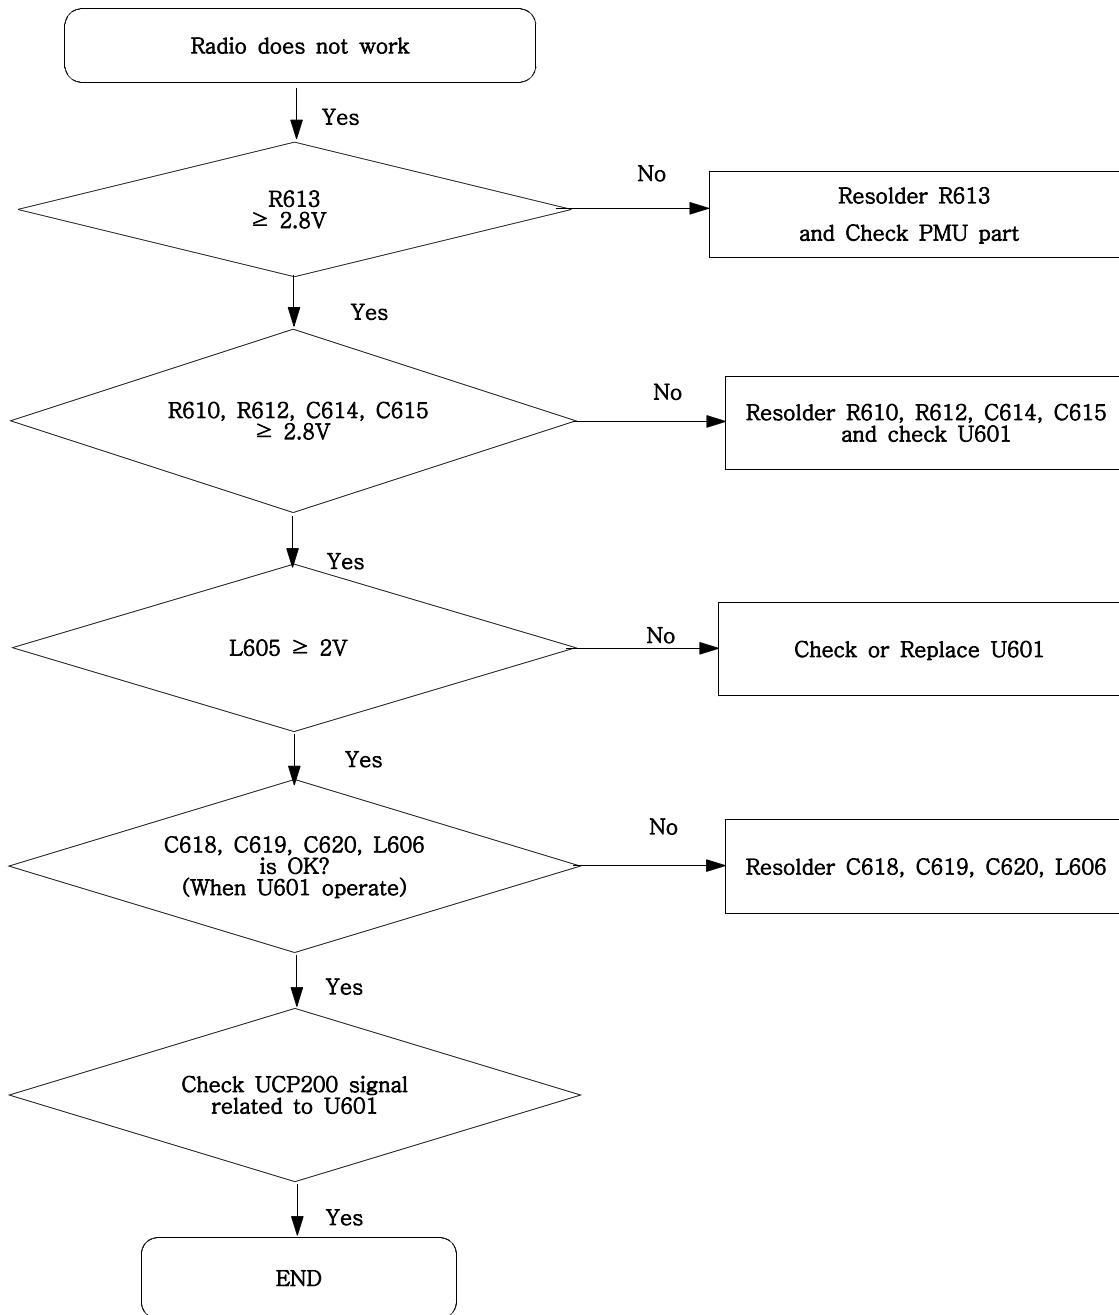 Radio does not work
Yes
R613
≥ 2.8V
No
Resolder R613
and Check PMU part
Yes
R610, R612, C614, C615
≥ 2.8V
No
Resolder R610, R612, C614, C615
and check U601
Yes
L605 ≥ 2V
No
Check or Replace U601
Yes
C618, C619, C620, L606
is OK?
(When U601 operate)
No
Resolder C618, C619, C620, L606
Yes
Check UCP200 signal
related to U601
Yes
END